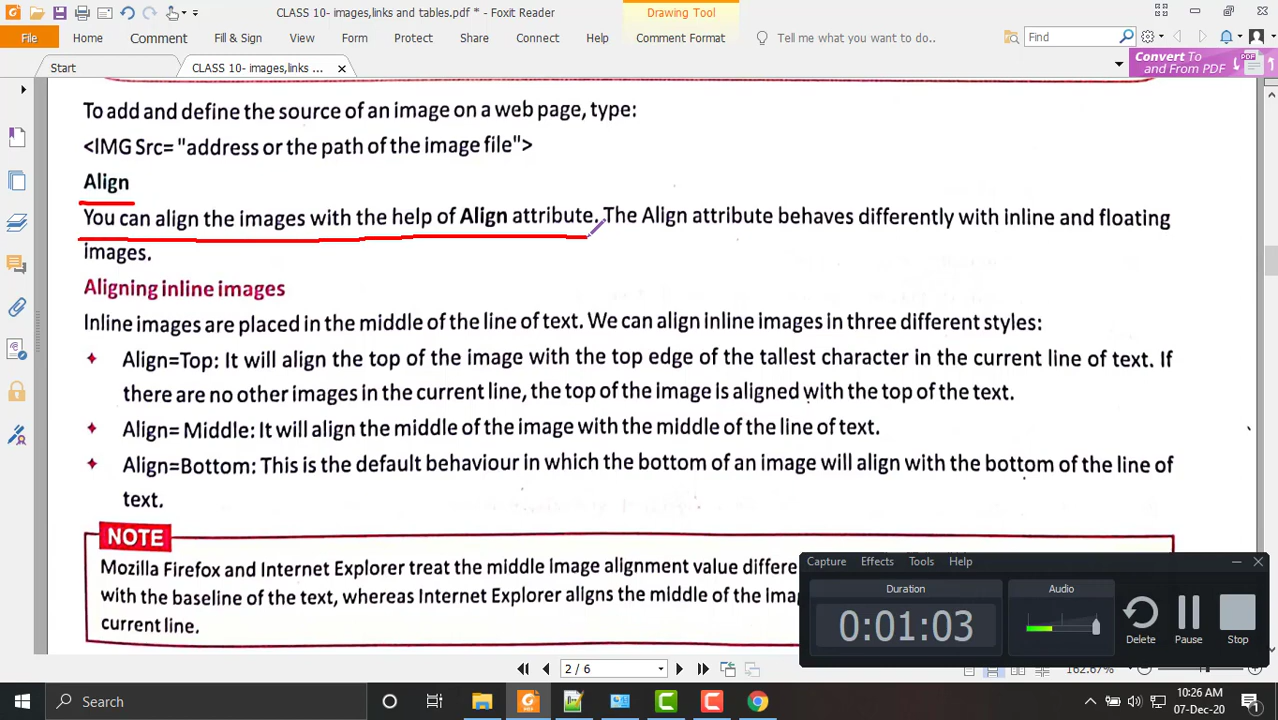 CLASS 10- images,links and tables.pdf * - Foxit Reader
Drawing Tool
File Home Comment Fill & Sign View Form Protect Share Connect Help Comment Format Tell me what you want to do.. Find
Start CLASS 10- images,links ... Convert To
and From PDF
To add and define the source of an image on a web page, type:
<IMG Src= "address or the path of the image file">
Align
You can align the images with the help of Align attribute. The Align attribute behaves differently with inline and floating
images.
Aligning inline images
Inline images are placed in the middle of the line of text. We can align inline images in three different styles:
Align=Top: It will align the top of the image with the top edge of the tallest character in the current line of text. If
there are no other images in the current line, the top of the image is aligned with the top of the text.
Align= Middle: It will align the middle of the image with the middle of the line of text.
Align=Bottom: This is the default behaviour in which the bottom of an image will align with the bottom of the line of
text.
NOTE
Mozilla Firefox and Internet Explorer treat the middle image alignment value differe
with the baseline of the text, whereas Internet Explorer aligns the middle of the imag
current line.
Capture Effects Tools Help
Duration Audio
0:01:03
Delete Pause Stop
2 / 6
162.67%
Search
10:26 AM
07-Dec-20